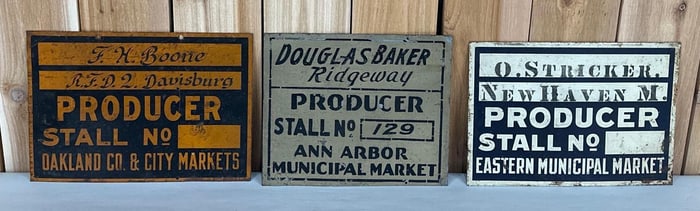 F. H. Boone
R.F.D. 2. Davisburg
PRODUCER
STALL No
OAKLAND CO. & CITY MARKETS
DOUGLAS BAKER
Ridgeway
PRODUCER
STALL No 129
ANN ARBOR
MUNICIPAL MARKET
O. STRICKER.
NEW HAVEN M.
PRODUCER
STALL No
EASTERN MUNICIPAL MARKET